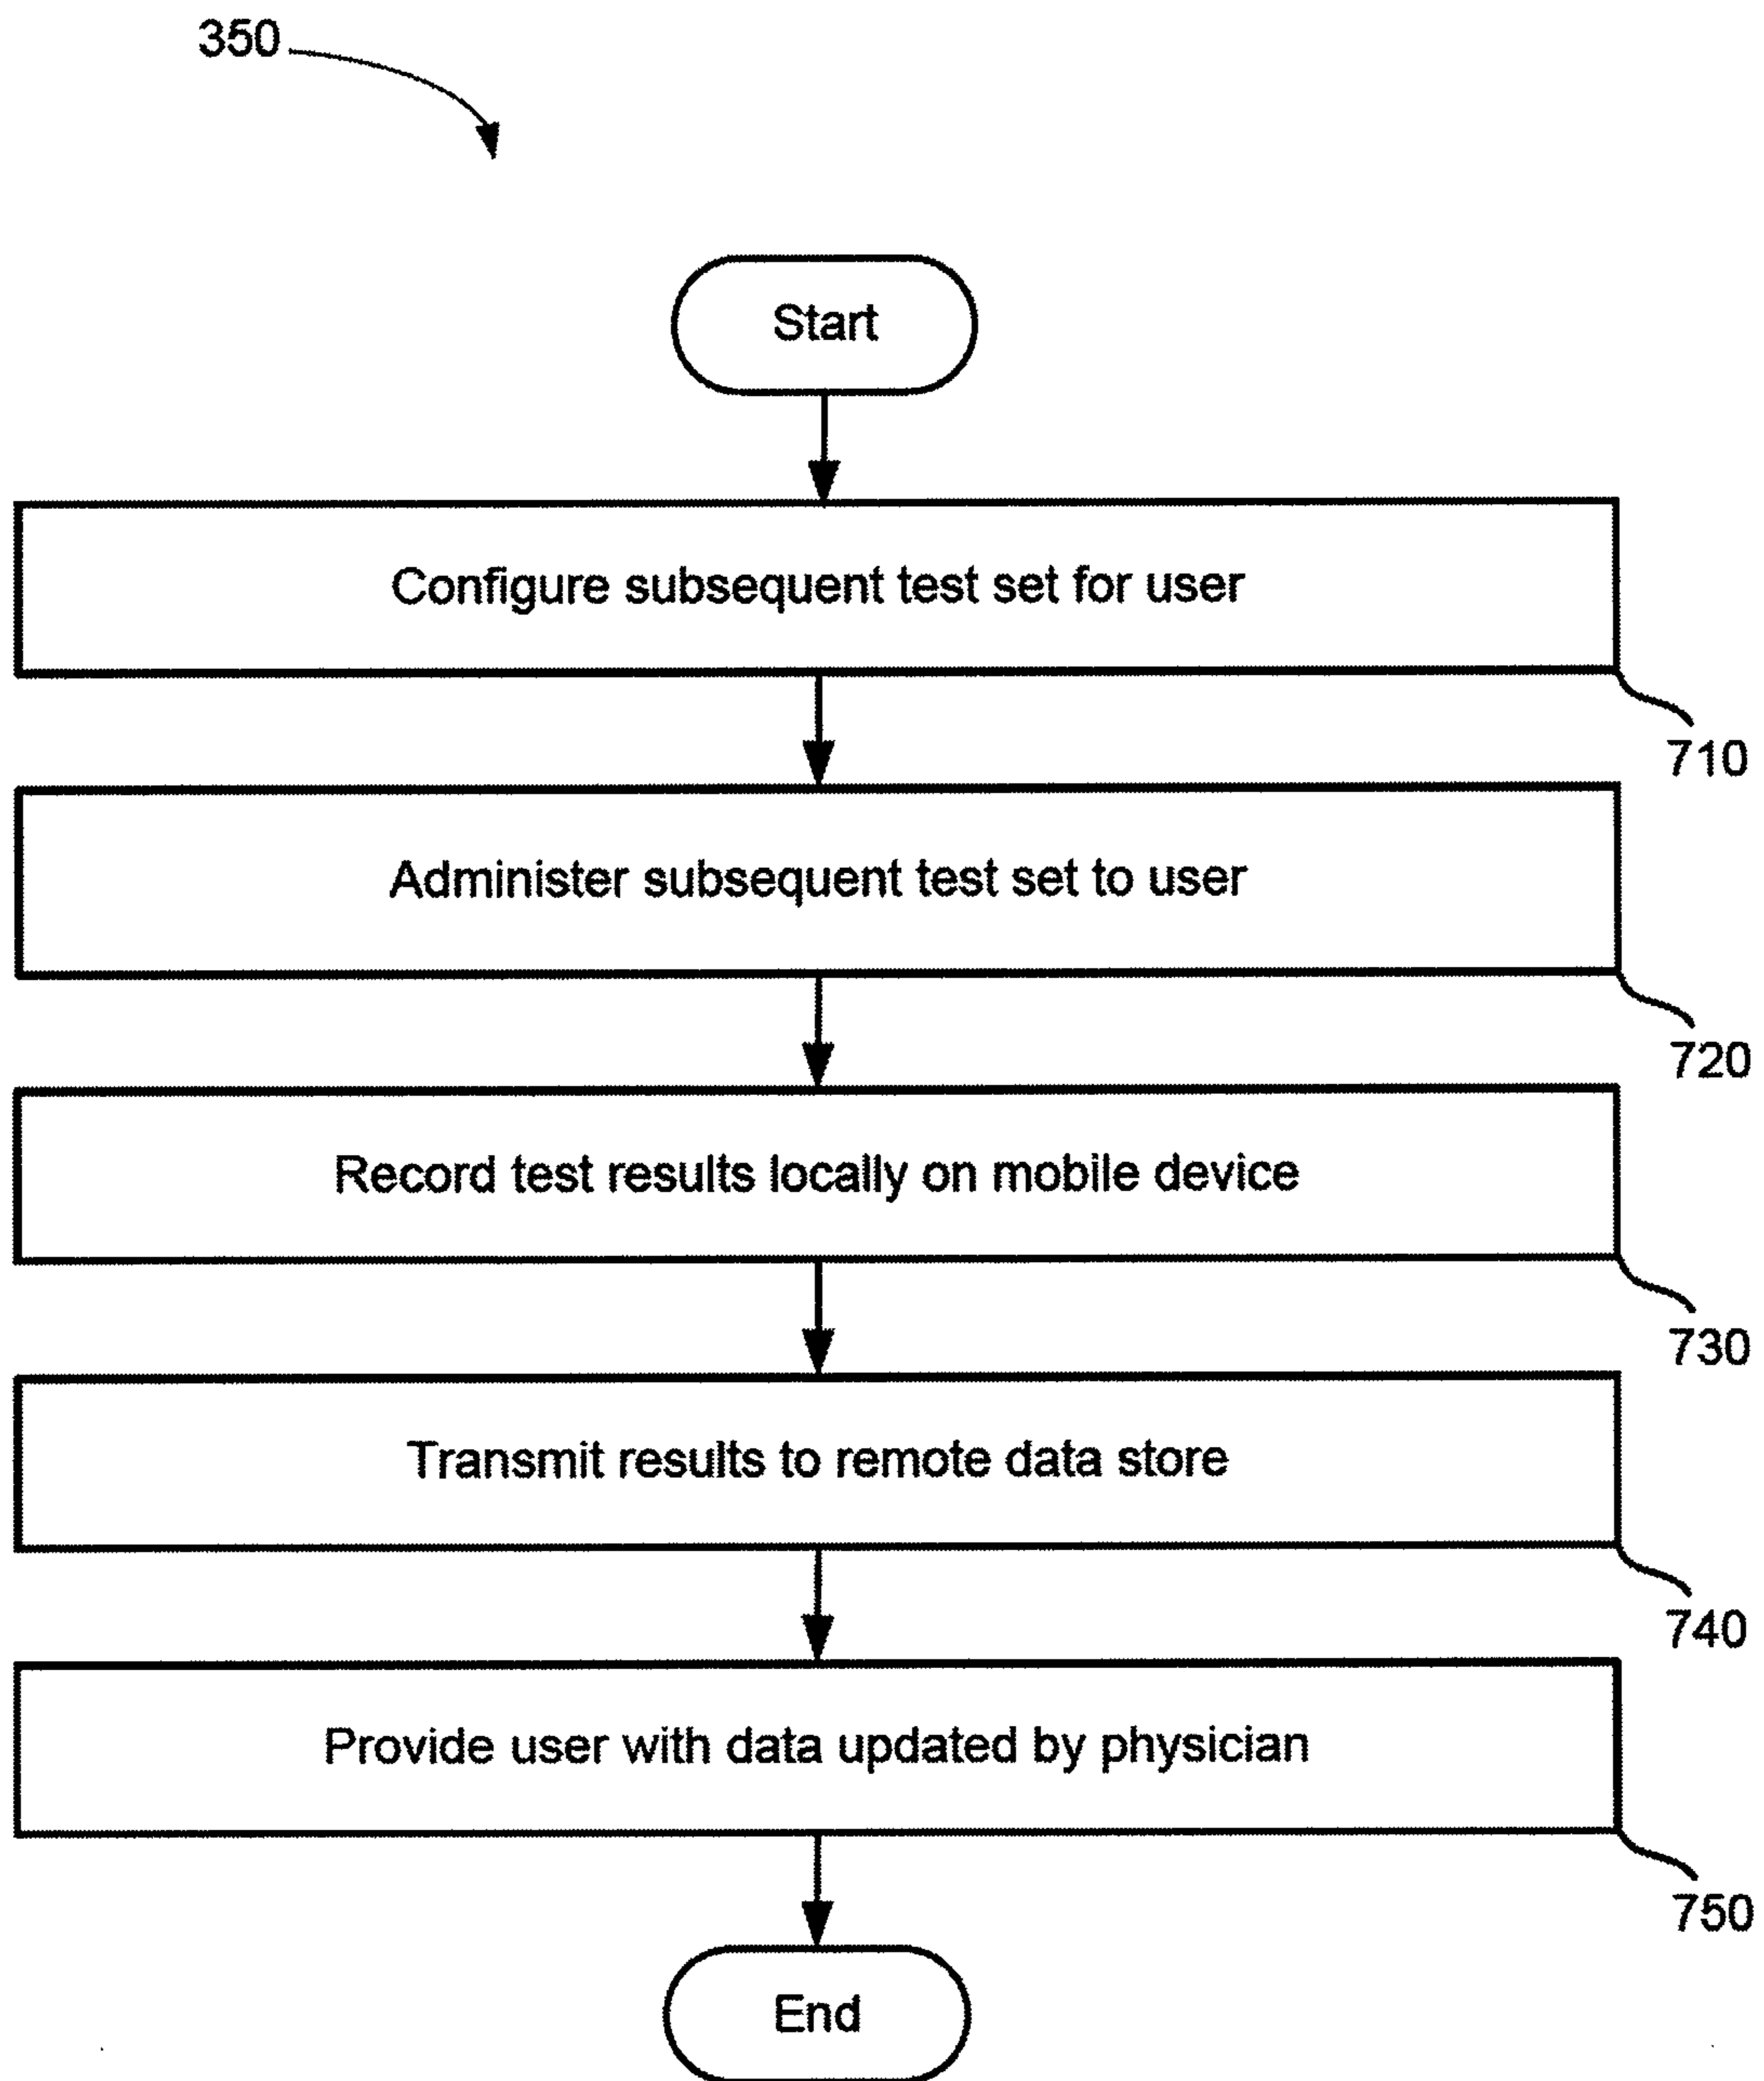 350
Start
Configure subsequent test set for user
710
Administer subsequent test set to user
720
Record test results locally on mobile device
730
Transmit results to remote data store
740
Provide user with data updated by physician
750
End